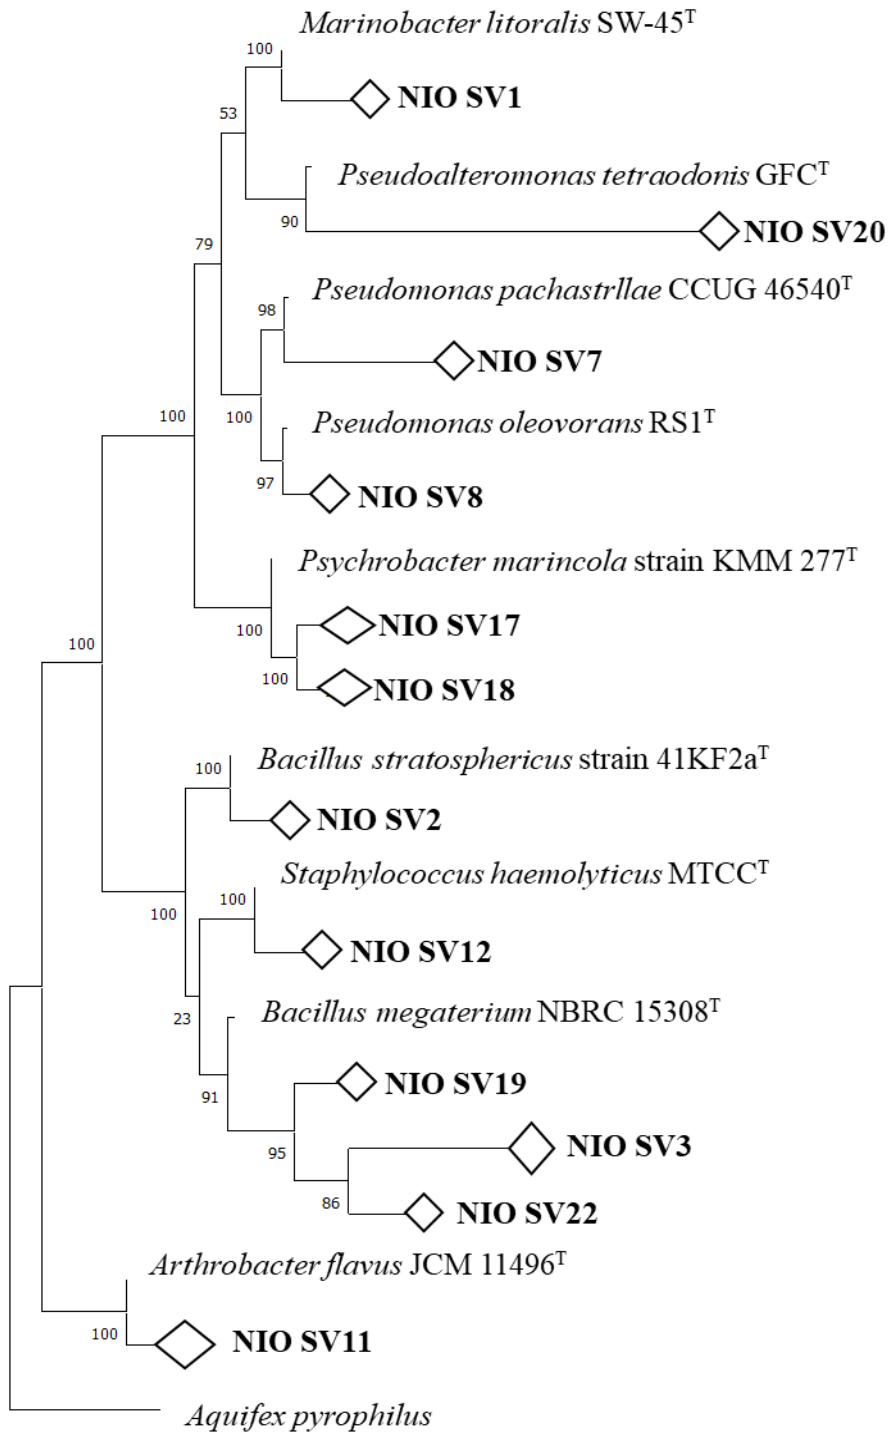 Marinobacter litoralis SW-45ᵀ
100
NIO SV1
53
Pseudoalteromonas tetraodonis GFCᵀ
90
NIO SV20
79
Pseudomonas pachastrllae CCUG 46540ᵀ
98
NIO SV7
100
100
Pseudomonas oleovorans RS1ᵀ
97
NIO SV8
Psychrobacter marincola strain KMM 277ᵀ
100
NIO SV17
100
100
NIO SV18
Bacillus stratosphericus strain 41KF2aᵀ
100
NIO SV2
Staphylococcus haemolyticus MTCCᵀ
100
100
NIO SV12
23
Bacillus megaterium NBRC 15308ᵀ
91
NIO SV19
95
NIO SV3
86
NIO SV22
Arthrobacter flavus JCM 11496ᵀ
100
NIO SV11
Aquifex pyrophilus